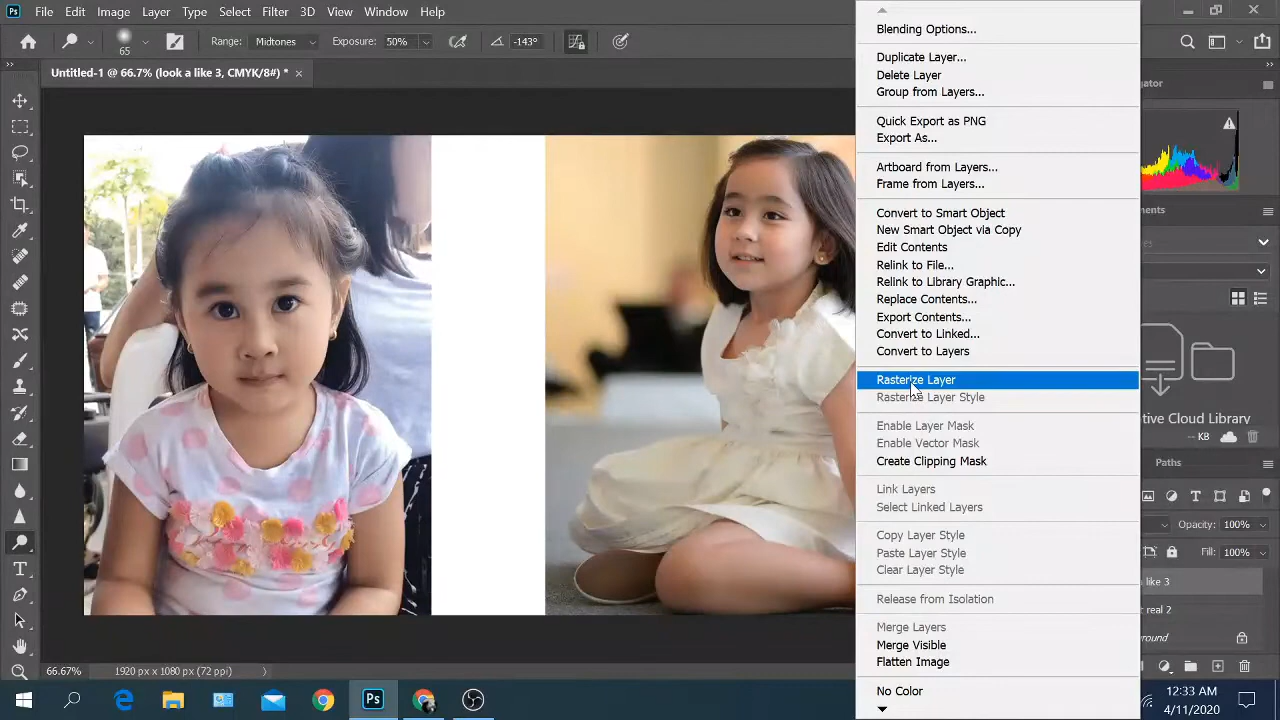 Ps File Edit Image Layer Type Select Filter 3D View Window Help
65 Range: Midtones Exposure: 50% -143°
Untitled-1 @ 66.7% (look a like 3, CMYK/8#) * ×
Blending Options...
Duplicate Layer...
Delete Layer
Group from Layers...
Quick Export as PNG
Export As...
Artboard from Layers...
Frame from Layers...
Convert to Smart Object
New Smart Object via Copy
Edit Contents
Relink to File...
Relink to Library Graphic...
Replace Contents...
Export Contents...
Convert to Linked...
Convert to Layers
Rasterize Layer
Rasterize Layer Style
Enable Layer Mask
Enable Vector Mask
Create Clipping Mask
Link Layers
Select Linked Layers
Copy Layer Style
Paste Layer Style
Clear Layer Style
Release from Isolation
Merge Layers
Merge Visible
Flatten Image
No Color
igator
ments
tive Cloud Library
-- KB
Paths
Opacity: 100%
Fill: 100%
like 3
real 2
round
66.67% 1920 px x 1080 px (72 ppi)
Ps
12:33 AM
4/11/2020